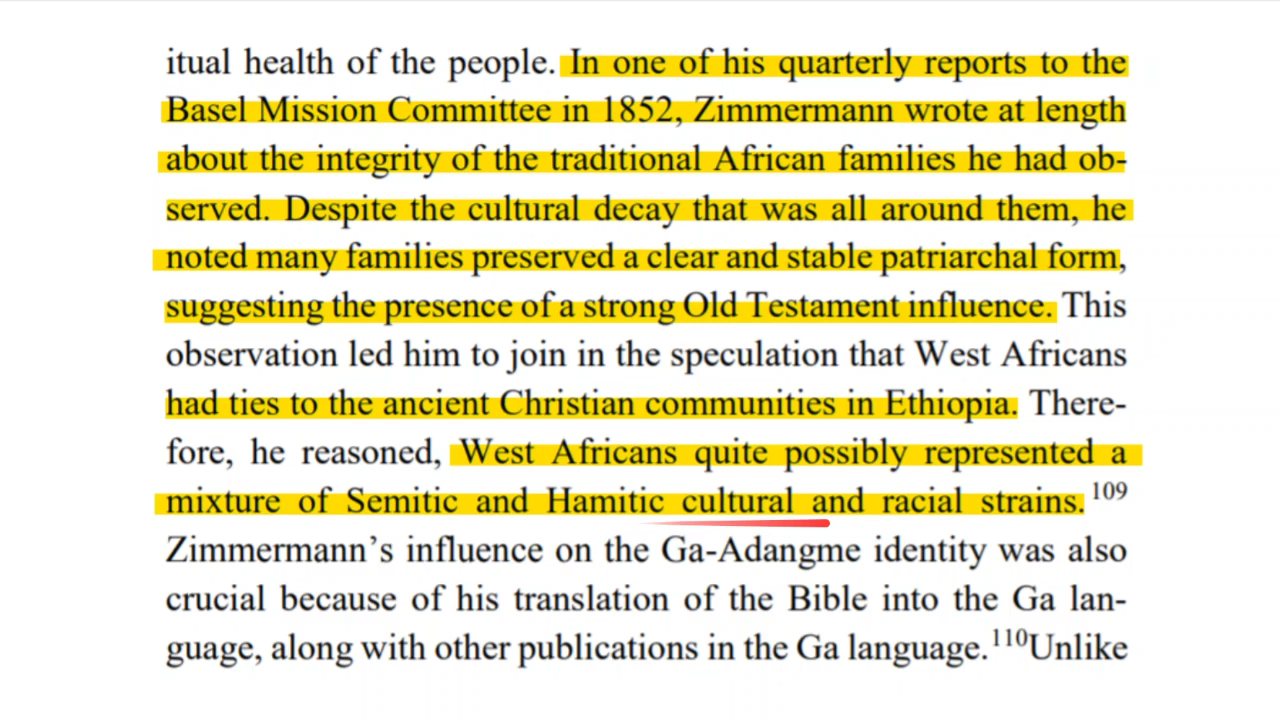 itual health of the people. In one of his quarterly reports to the
Basel Mission Committee in 1852, Zimmermann wrote at length
about the integrity of the traditional African families he had ob-
served. Despite the cultural decay that was all around them, he
noted many families preserved a clear and stable patriarchal form,
suggesting the presence of a strong Old Testament influence. This
observation led him to join in the speculation that West Africans
had ties to the ancient Christian communities in Ethiopia. There-
fore, he reasoned, West Africans quite possibly represented a
mixture of Semitic and Hamitic cultural and racial strains. 109
Zimmermann’s influence on the Ga-Adangme identity was also
crucial because of his translation of the Bible into the Ga lan-
guage, along with other publications in the Ga language.110Unlike